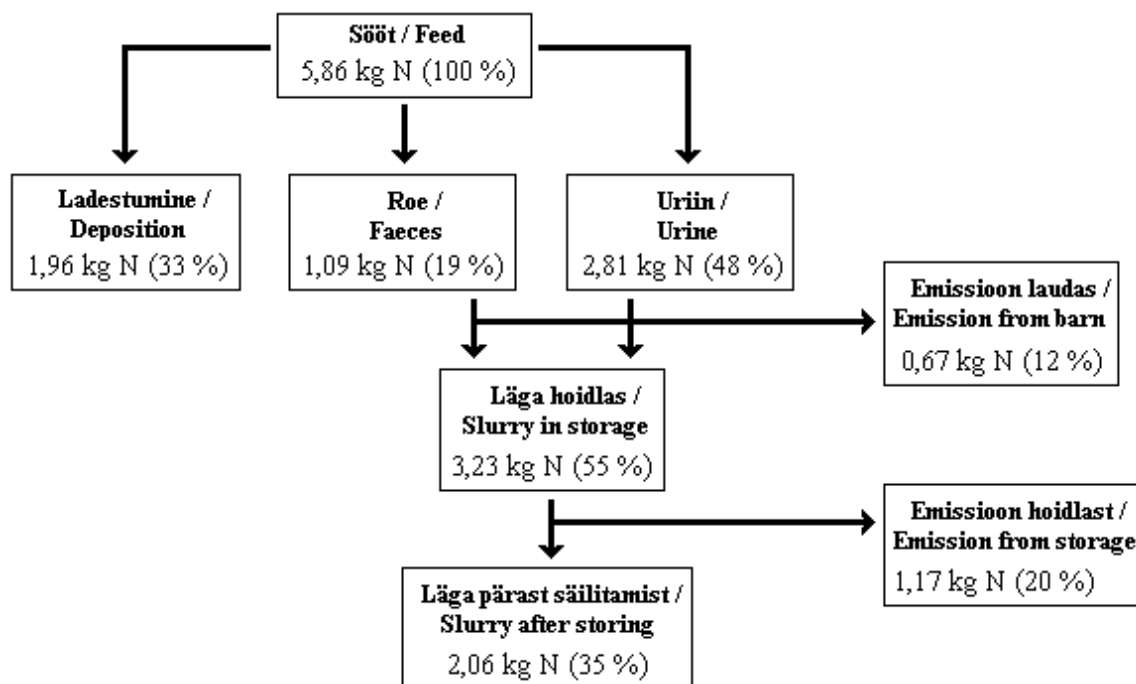 Sööt / Feed
5,86 kg N (100 %)
Ladestumine /
Deposition
1,96 kg N (33 %)
Roe /
Faeces
1,09 kg N (19 %)
Uriin /
Urine
2,81 kg N (48 %)
Emissioon laudas /
Emission from barn
0,67 kg N (12 %)
Läga hoidlas /
Slurry in storage
3,23 kg N (55 %)
Emissioon hoidlast /
Emission from storage
1,17 kg N (20 %)
Läga pärast säilitamist /
Slurry after storing
2,06 kg N (35 %)